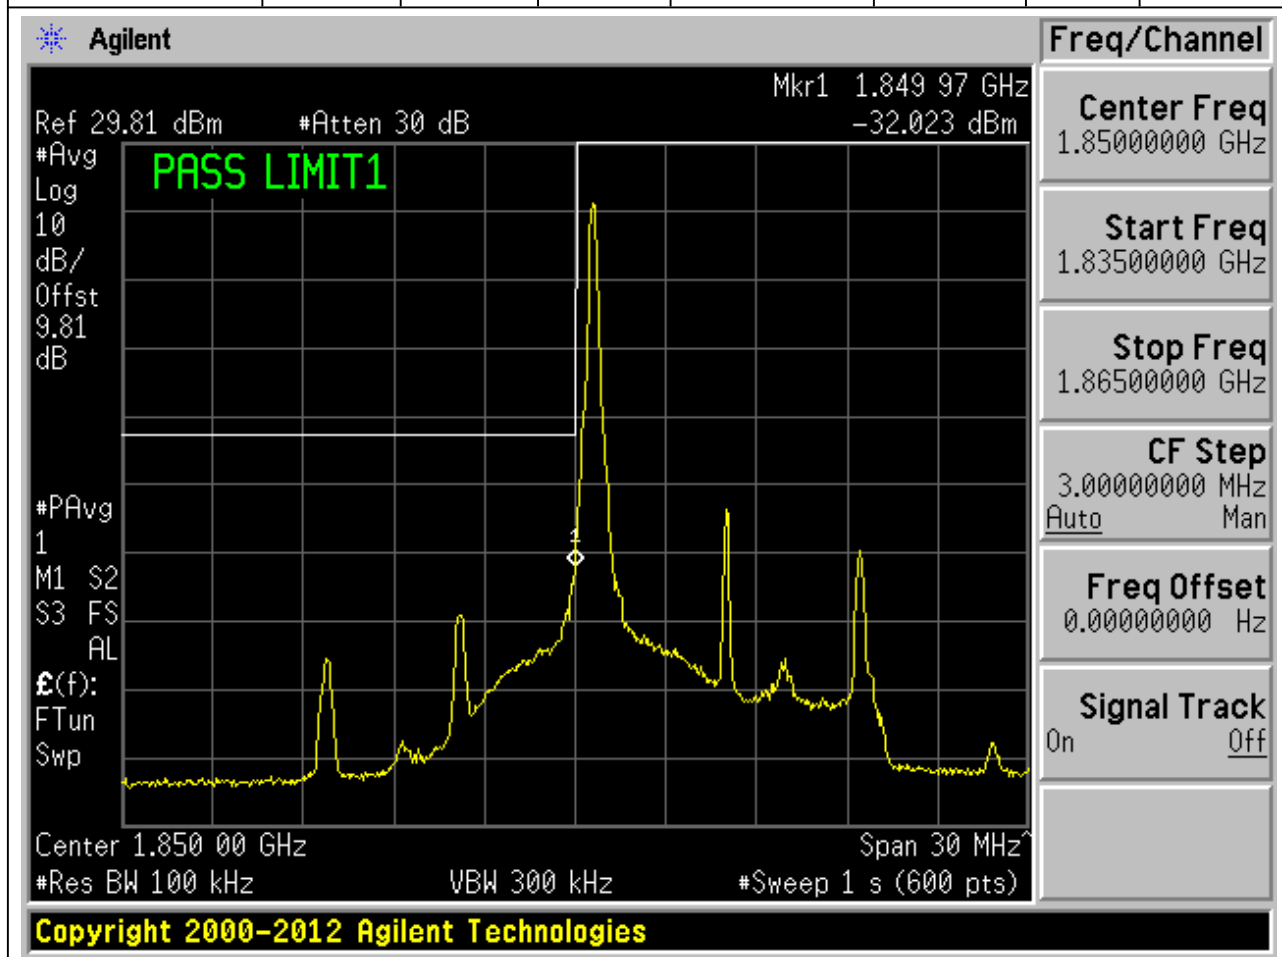 Agilent
Freq/Channel
Mkr1 1.849 97 GHz
Ref 29.81 dBm #Atten 30 dB -32.023 dBm
#Avg
Log
10
dB/
Offst
9.81
dB
PASS LIMIT1
#PAvg
1
M1 S2
S3 FS
AL
£(f):
FTun
Swp
1
Center 1.850 00 GHz Span 30 MHz^
#Res BW 100 kHz VBW 300 kHz #Sweep 1 s (600 pts)
Copyright 2000-2012 Agilent Technologies
Center Freq
1.85000000 GHz
Start Freq
1.83500000 GHz
Stop Freq
1.86500000 GHz
CF Step
3.00000000 MHz
Auto Man
Freq Offset
0.00000000 Hz
Signal Track
On Off